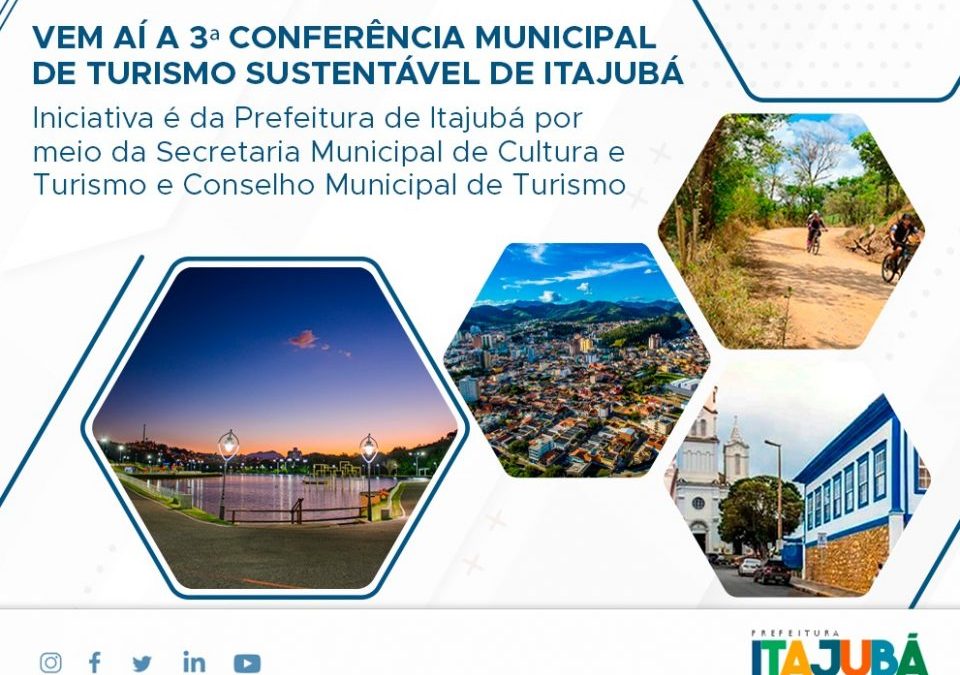 VEM AÍ A 3ª CONFERÊNCIA MUNICIPAL
DE TURISMO SUSTENTÁVEL DE ITAJUBÁ
Iniciativa é da Prefeitura de Itajubá por
meio da Secretaria Municipal de Cultura e
Turismo e Conselho Municipal de Turismo
PREFEITURA
ITAJUBÁ